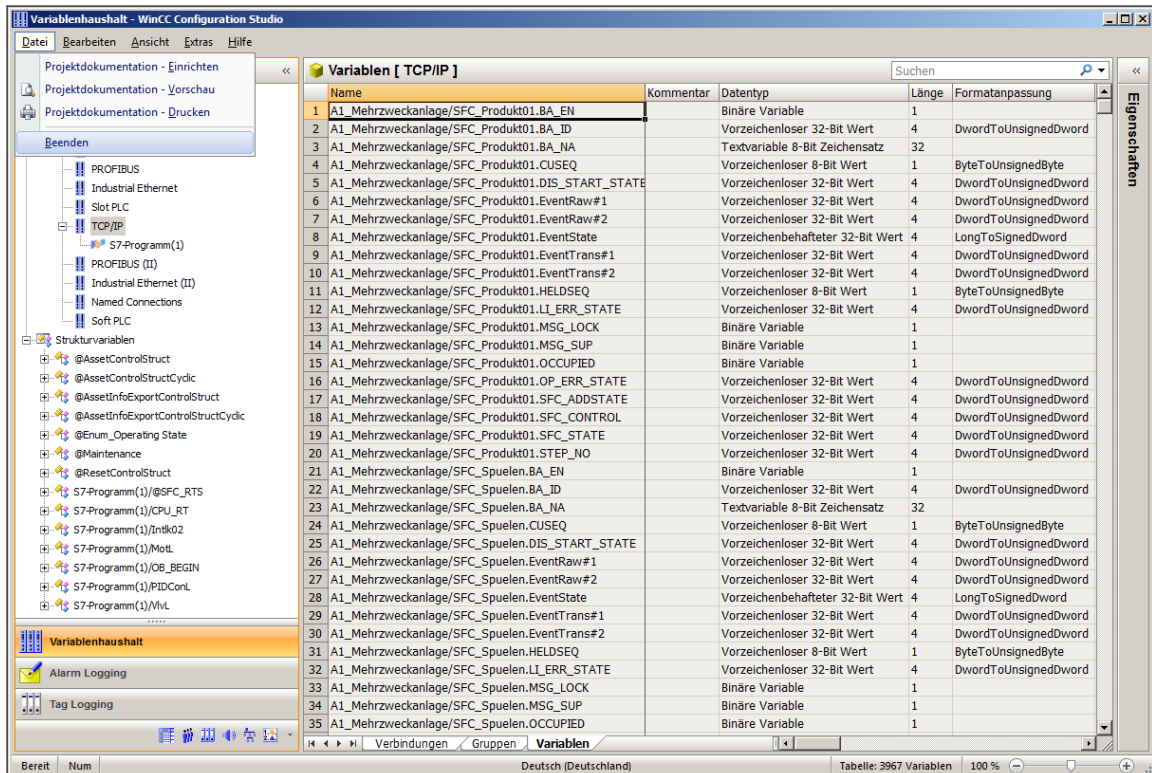 Variablenhaushalt - WinCC Configuration Studio
Datei Bearbeiten Ansicht Extras Hilfe
Projektdokumentation - Einrichten
Projektdokumentation - Vorschau
Projektdokumentation - Drucken
Beenden
PROFIBUS
Industrial Ethernet
Slot PLC
TCP/IP
S7-Programm(1)
PROFIBUS (II)
Industrial Ethernet (II)
Named Connections
Soft PLC
Strukturvariablen
@AssetControlStruct
@AssetControlStructCyclic
@AssetInfoExportControlStruct
@AssetInfoExportControlStructCyclic
@Enum_Operating State
@Maintenance
@ResetControlStruct
S7-Programm(1)/@SFC_RTS
S7-Programm(1)/CPU_RT
S7-Programm(1)/Intlk02
S7-Programm(1)/MotL
S7-Programm(1)/OB_BEGIN
S7-Programm(1)/PIDConL
S7-Programm(1)/VlvL
Variablenhaushalt
Alarm Logging
Tag Logging
Variablen [ TCP/IP ] Suchen
Name Kommentar Datentyp Länge Formatanpassung
1 A1_Mehrzweckanlage/SFC_Produkt01.BA_EN Binäre Variable 1
2 A1_Mehrzweckanlage/SFC_Produkt01.BA_ID Vorzeichenloser 32-Bit Wert 4 DwordToUnsignedDword
3 A1_Mehrzweckanlage/SFC_Produkt01.BA_NA Textvariable 8-Bit Zeichensatz 32
4 A1_Mehrzweckanlage/SFC_Produkt01.CUSEQ Vorzeichenloser 8-Bit Wert 1 ByteToUnsignedByte
5 A1_Mehrzweckanlage/SFC_Produkt01.DIS_START_STATE Vorzeichenloser 32-Bit Wert 4 DwordToUnsignedDword
6 A1_Mehrzweckanlage/SFC_Produkt01.EventRaw#1 Vorzeichenloser 32-Bit Wert 4 DwordToUnsignedDword
7 A1_Mehrzweckanlage/SFC_Produkt01.EventRaw#2 Vorzeichenloser 32-Bit Wert 4 DwordToUnsignedDword
8 A1_Mehrzweckanlage/SFC_Produkt01.EventState Vorzeichenbehafteter 32-Bit Wert 4 LongToSignedDword
9 A1_Mehrzweckanlage/SFC_Produkt01.EventTrans#1 Vorzeichenloser 32-Bit Wert 4 DwordToUnsignedDword
10 A1_Mehrzweckanlage/SFC_Produkt01.EventTrans#2 Vorzeichenloser 32-Bit Wert 4 DwordToUnsignedDword
11 A1_Mehrzweckanlage/SFC_Produkt01.HELDSEQ Vorzeichenloser 8-Bit Wert 1 ByteToUnsignedByte
12 A1_Mehrzweckanlage/SFC_Produkt01.LI_ERR_STATE Vorzeichenloser 32-Bit Wert 4 DwordToUnsignedDword
13 A1_Mehrzweckanlage/SFC_Produkt01.MSG_LOCK Binäre Variable 1
14 A1_Mehrzweckanlage/SFC_Produkt01.MSG_SUP Binäre Variable 1
15 A1_Mehrzweckanlage/SFC_Produkt01.OCCUPIED Binäre Variable 1
16 A1_Mehrzweckanlage/SFC_Produkt01.OP_ERR_STATE Vorzeichenloser 32-Bit Wert 4 DwordToUnsignedDword
17 A1_Mehrzweckanlage/SFC_Produkt01.SFC_ADDSTATE Vorzeichenloser 32-Bit Wert 4 DwordToUnsignedDword
18 A1_Mehrzweckanlage/SFC_Produkt01.SFC_CONTROL Vorzeichenloser 32-Bit Wert 4 DwordToUnsignedDword
19 A1_Mehrzweckanlage/SFC_Produkt01.SFC_STATE Vorzeichenloser 32-Bit Wert 4 DwordToUnsignedDword
20 A1_Mehrzweckanlage/SFC_Produkt01.STEP_NO Vorzeichenloser 32-Bit Wert 4 DwordToUnsignedDword
21 A1_Mehrzweckanlage/SFC_Spuelen.BA_EN Binäre Variable 1
22 A1_Mehrzweckanlage/SFC_Spuelen.BA_ID Vorzeichenloser 32-Bit Wert 4 DwordToUnsignedDword
23 A1_Mehrzweckanlage/SFC_Spuelen.BA_NA Textvariable 8-Bit Zeichensatz 32
24 A1_Mehrzweckanlage/SFC_Spuelen.CUSEQ Vorzeichenloser 8-Bit Wert 1 ByteToUnsignedByte
25 A1_Mehrzweckanlage/SFC_Spuelen.DIS_START_STATE Vorzeichenloser 32-Bit Wert 4 DwordToUnsignedDword
26 A1_Mehrzweckanlage/SFC_Spuelen.EventRaw#1 Vorzeichenloser 32-Bit Wert 4 DwordToUnsignedDword
27 A1_Mehrzweckanlage/SFC_Spuelen.EventRaw#2 Vorzeichenloser 32-Bit Wert 4 DwordToUnsignedDword
28 A1_Mehrzweckanlage/SFC_Spuelen.EventState Vorzeichenbehafteter 32-Bit Wert 4 LongToSignedDword
29 A1_Mehrzweckanlage/SFC_Spuelen.EventTrans#1 Vorzeichenloser 32-Bit Wert 4 DwordToUnsignedDword
30 A1_Mehrzweckanlage/SFC_Spuelen.EventTrans#2 Vorzeichenloser 32-Bit Wert 4 DwordToUnsignedDword
31 A1_Mehrzweckanlage/SFC_Spuelen.HELDSEQ Vorzeichenloser 8-Bit Wert 1 ByteToUnsignedByte
32 A1_Mehrzweckanlage/SFC_Spuelen.LI_ERR_STATE Vorzeichenloser 32-Bit Wert 4 DwordToUnsignedDword
33 A1_Mehrzweckanlage/SFC_Spuelen.MSG_LOCK Binäre Variable 1
34 A1_Mehrzweckanlage/SFC_Spuelen.MSG_SUP Binäre Variable 1
35 A1_Mehrzweckanlage/SFC_Spuelen.OCCUPIED Binäre Variable 1
Verbindungen Gruppen Variablen
Eigenschaften
Bereit Num Deutsch (Deutschland) Tabelle: 3967 Variablen 100 %